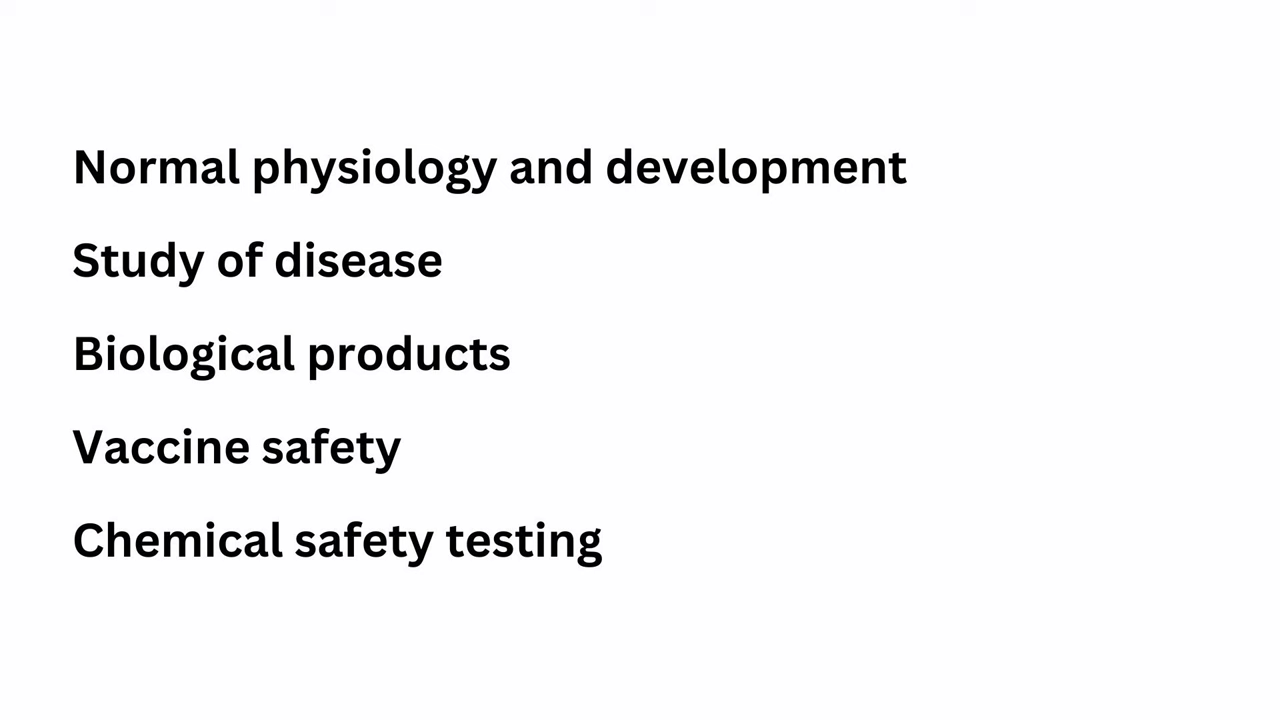 Normal physiology and development
Study of disease
Biological products
Vaccine safety
Chemical safety testing